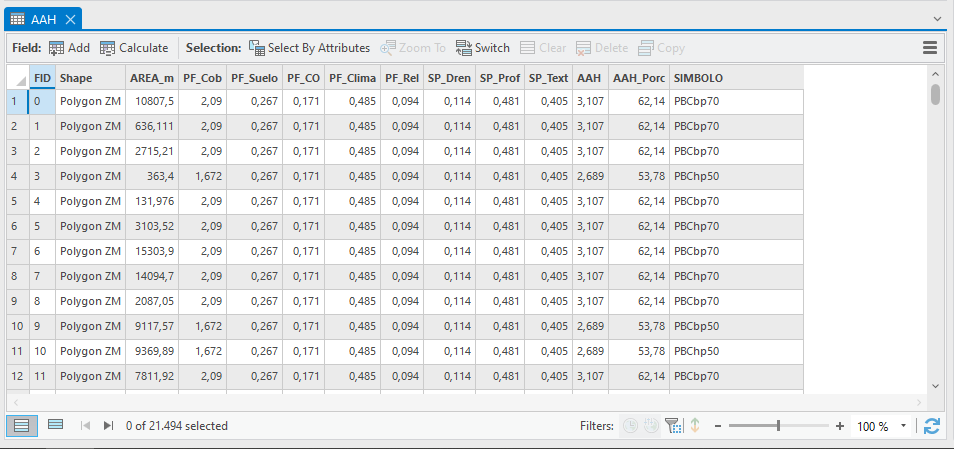 AAH
Field: Add Calculate Selection: Select By Attributes Zoom To Switch Clear Delete Copy
FID Shape AREA_m PF_Cob PF_Suelo PF_CO PF_Clima PF_Rel SP_Dren SP_Prof SP_Text AAH AAH_Porc SIMBOLO
1 0 Polygon ZM 10807,5 2,09 0,267 0,171 0,485 0,094 0,114 0,481 0,405 3,107 62,14 PBCbp70
2 1 Polygon ZM 636,111 2,09 0,267 0,171 0,485 0,094 0,114 0,481 0,405 3,107 62,14 PBCbp70
3 2 Polygon ZM 2715,21 2,09 0,267 0,171 0,485 0,094 0,114 0,481 0,405 3,107 62,14 PBCbp70
4 3 Polygon ZM 363,4 1,672 0,267 0,171 0,485 0,094 0,114 0,481 0,405 2,689 53,78 PBChp50
5 4 Polygon ZM 131,976 2,09 0,267 0,171 0,485 0,094 0,114 0,481 0,405 3,107 62,14 PBCbp70
6 5 Polygon ZM 3103,52 2,09 0,267 0,171 0,485 0,094 0,114 0,481 0,405 3,107 62,14 PBChp70
7 6 Polygon ZM 15303,9 2,09 0,267 0,171 0,485 0,094 0,114 0,481 0,405 3,107 62,14 PBCbp70
8 7 Polygon ZM 14094,7 2,09 0,267 0,171 0,485 0,094 0,114 0,481 0,405 3,107 62,14 PBChp70
9 8 Polygon ZM 2087,05 2,09 0,267 0,171 0,485 0,094 0,114 0,481 0,405 3,107 62,14 PBCbp70
10 9 Polygon ZM 9117,57 1,672 0,267 0,171 0,485 0,094 0,114 0,481 0,405 2,689 53,78 PBCbp50
11 10 Polygon ZM 9369,89 1,672 0,267 0,171 0,485 0,094 0,114 0,481 0,405 2,689 53,78 PBChp50
12 11 Polygon ZM 7811,92 2,09 0,267 0,171 0,485 0,094 0,114 0,481 0,405 3,107 62,14 PBCbp70
0 of 21.494 selected Filters: 100 %